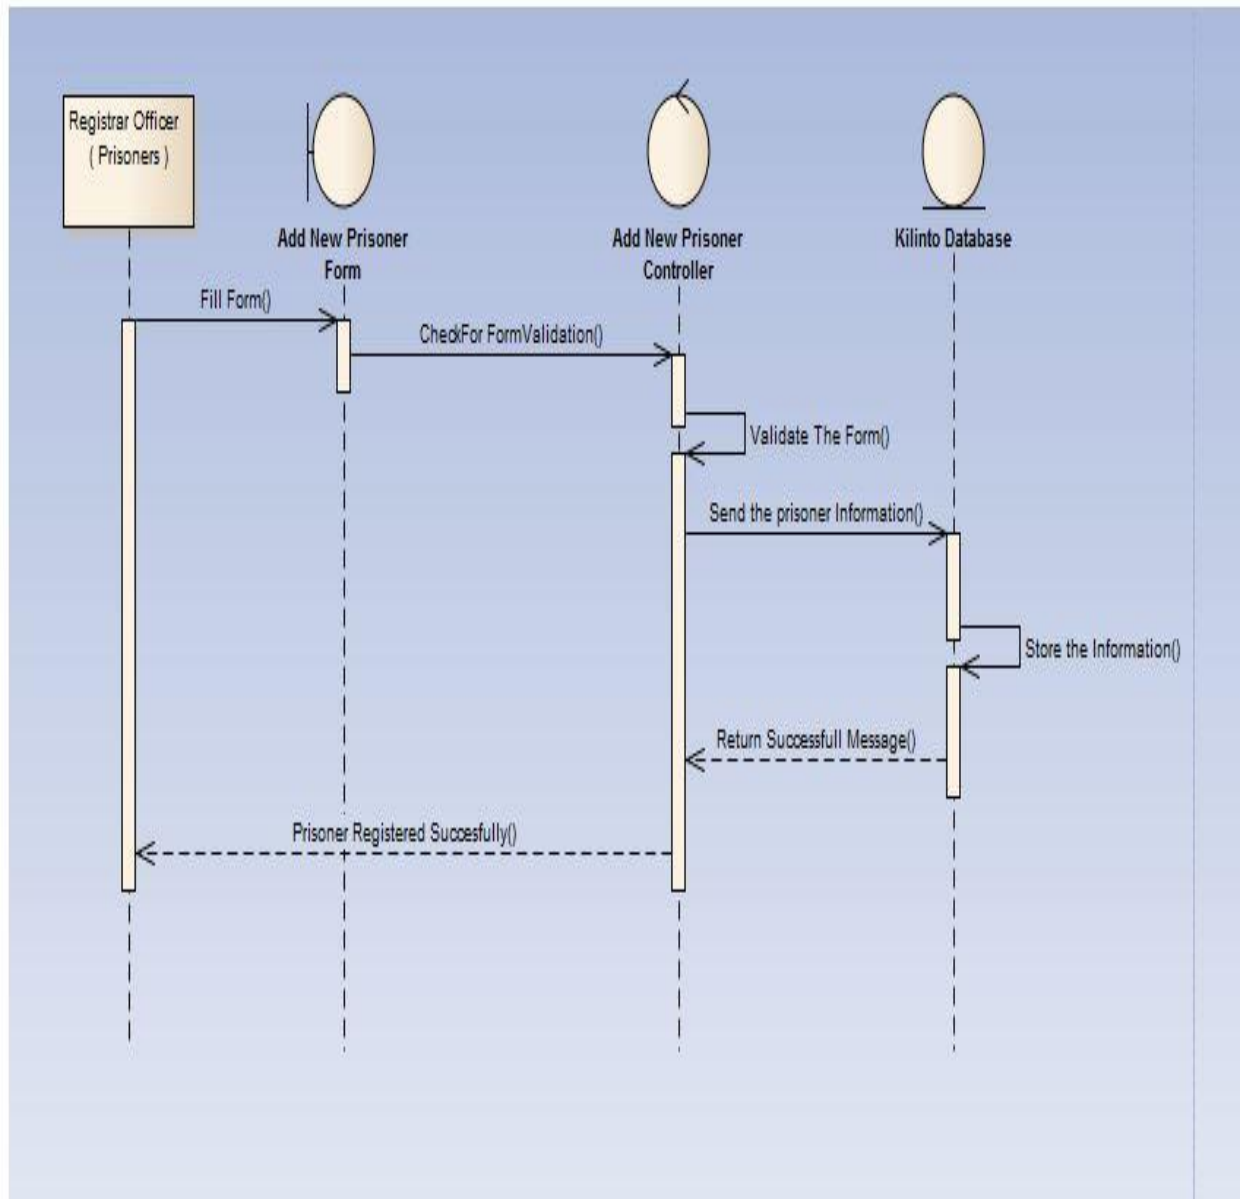 Registrar Officer
( Prisoners )
Add New Prisoner
Form
Add New Prisoner
Controller
Kilinto Database
Fill Form()
CheckFor FormValidation()
Validate The Form()
Send the prisoner Information()
Store the Information()
Return Successfull Message()
Prisoner Registered Succesfully()